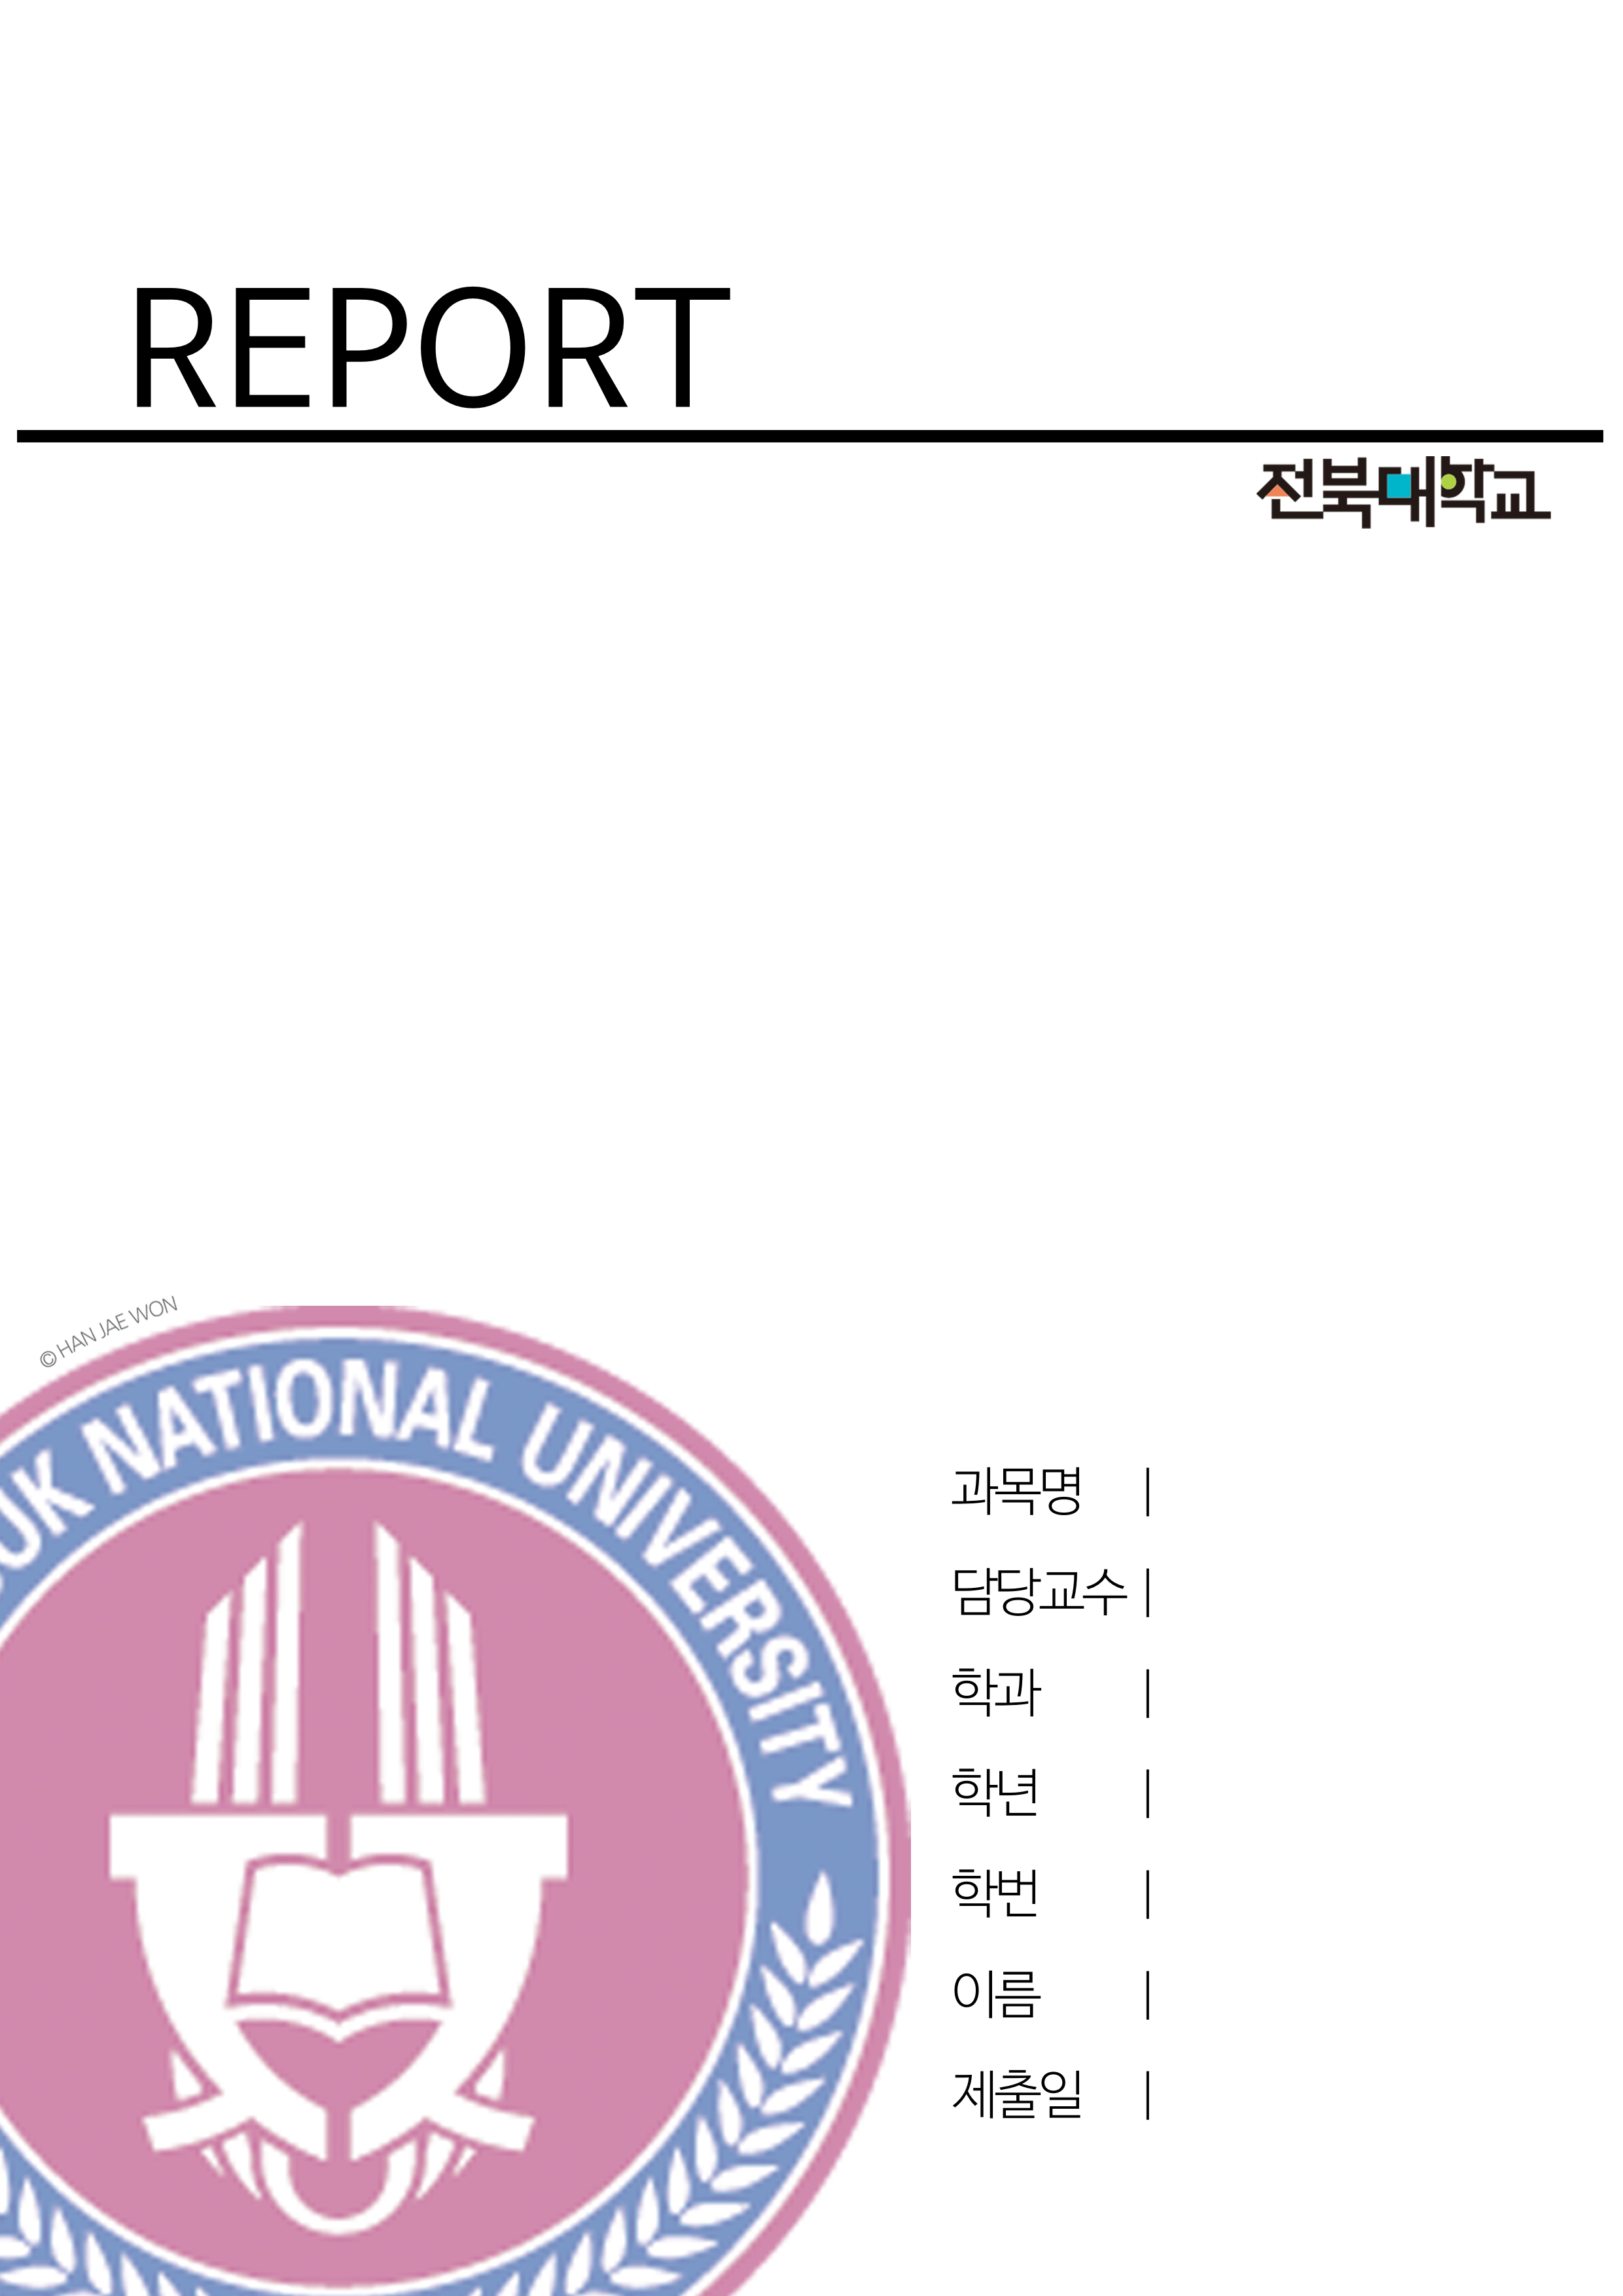 REPORT
전북대학교
© HAN JAE WON
UK NATIONAL UNIVERSITY
과목명 |
담당교수 |
학과 |
학년 |
학번 |
이름 |
제출일 |